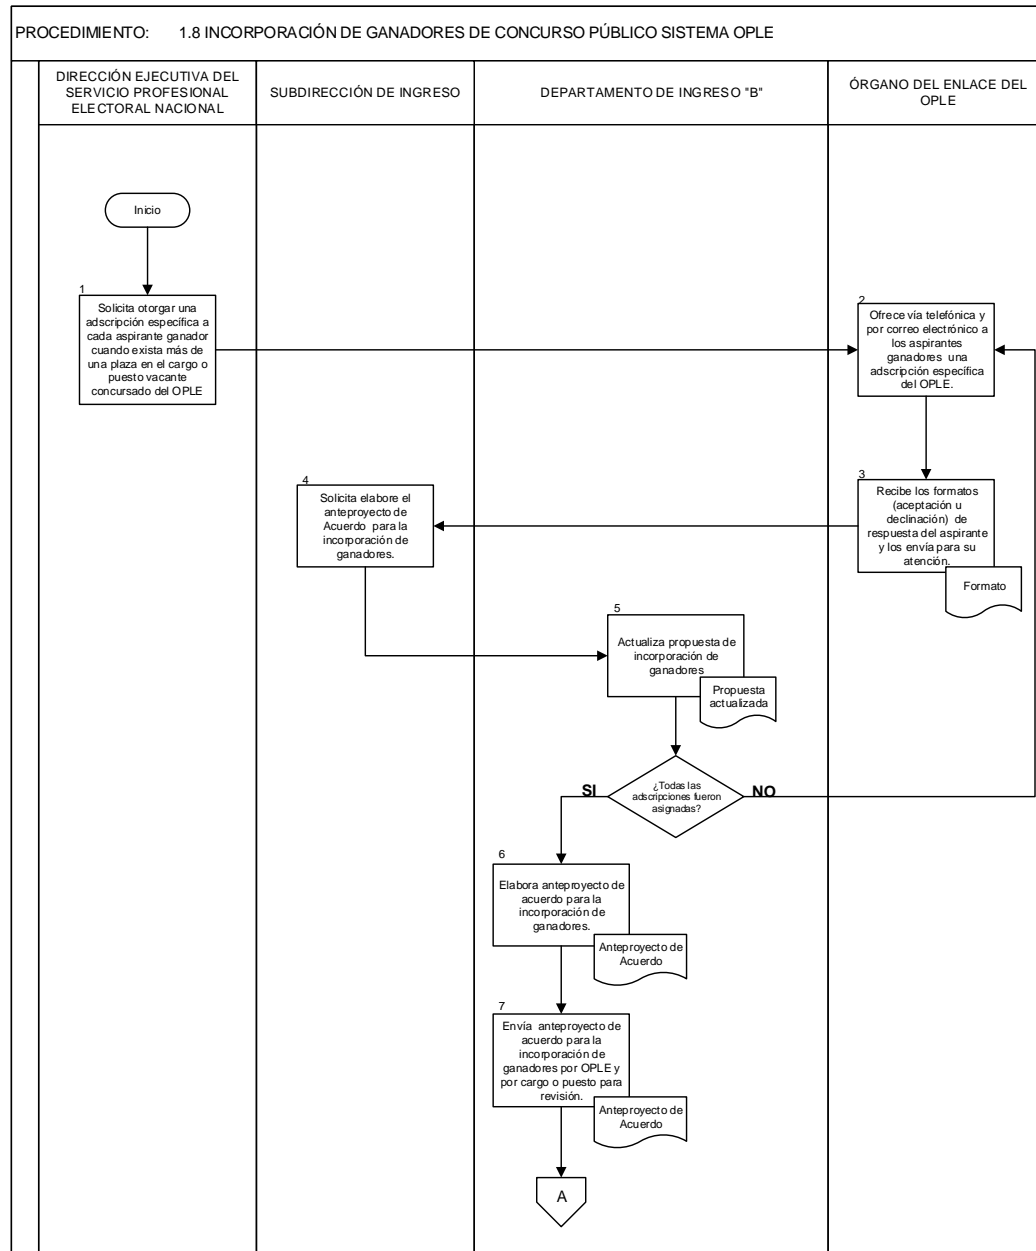 PROCEDIMIENTO: 1.8 INCORPORACIÓN DE GANADORES DE CONCURSO PÚBLICO SISTEMA OPLE
DIRECCIÓN EJECUTIVA DEL
SERVICIO PROFESIONAL
ELECTORAL NACIONAL
SUBDIRECCIÓN DE INGRESO
DEPARTAMENTO DE INGRESO "B"
ÓRGANO DEL ENLACE DEL
OPLE
Inicio
1
Solicita otorgar una
adscripción específica a
cada aspirante ganador
cuando exista más de
una plaza en el cargo o
puesto vacante
concursado del OPLE
2
Ofrece vía telefónica y
por correo electrónico a
los aspirantes
ganadores una
adscripción específica
del OPLE.
3
Recibe los formatos
(aceptación u
declinación) de
respuesta del aspirante
y los envía para su
atención.
Formato
4
Solicita elabore el
anteproyecto de
Acuerdo para la
incorporación de
ganadores.
5
Actualiza propuesta de
incorporación de
ganadores
Propuesta
actualizada
¿Todas las
adscripciones fueron
asignadas?
SI
NO
6
Elabora anteproyecto de
acuerdo para la
incorporación de
ganadores.
Anteproyecto de
Acuerdo
7
Envía anteproyecto de
acuerdo para la
incorporación de
ganadores por OPLE y
por cargo o puesto para
revisión.
Anteproyecto de
Acuerdo
A